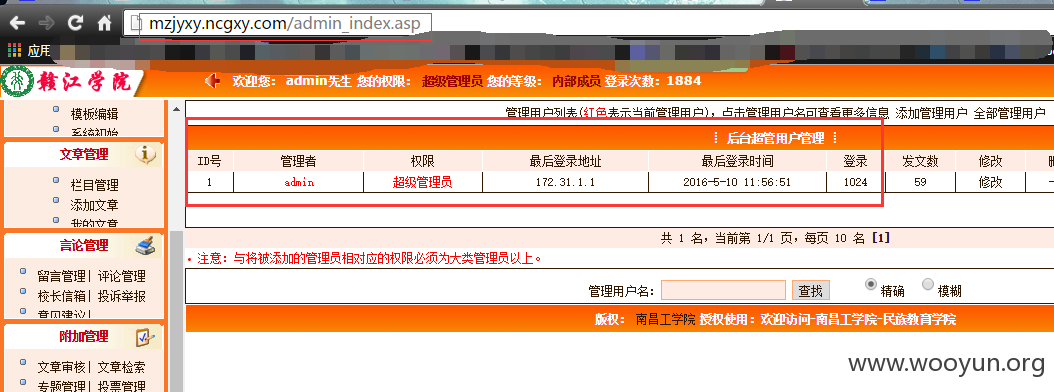 mzjyxy.ncgxy.com/admin_index.asp
应用
赣江学院
欢迎您： admin先生 您的权限： 超级管理员 您的等级： 内部成员 登录次数：1884
模板编辑
系统初始
文章管理
栏目管理
添加文章
我的文章
言论管理
留言管理| 评论管理
校长信箱| 投诉举报
意见建议|
附加管理
文章审核| 文章检索
专题管理| 投票管理
管理用户列表(红色表示当前管理用户)，点击管理用户名可查看更多信息 添加管理用户 全部管理用户
┇ 后台超管用户管理 ┇
ID号 管理者 权限 最后登录地址 最后登录时间 登录 发文数 修改
1 admin 超级管理员 172.31.1.1 2016-5-10 11:56:51 1024 59 修改
共 1 名，当前第 1/1 页，每页 10 名 [1]
• 注意：与将被添加的管理员相对应的权限必须为大类管理员以上。
管理用户名： 查找 精确 模糊
版权： 南昌工学院 授权使用：欢迎访问-南昌工学院-民族教育学院
www.wooyun.org